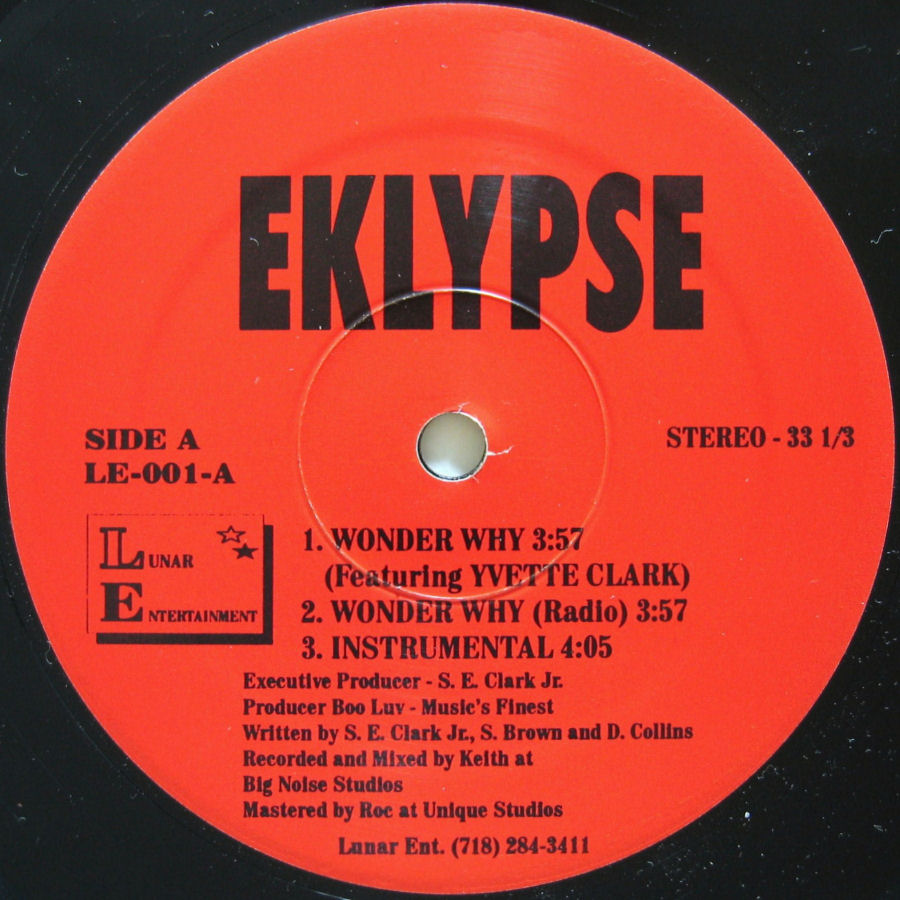 EKLYPSE
SIDE A
LE-001-A
STEREO - 33 1/3
LUNAR
ENTERTAINMENT
1. WONDER WHY 3:57
(Featuring YVETTE CLARK)
2. WONDER WHY (Radio) 3:57
3. INSTRUMENTAL 4:05
Executive Producer - S. E. Clark Jr.
Producer Boo Luv - Music's Finest
Written by S. E. Clark Jr., S. Brown and D. Collins
Recorded and Mixed by Keith at
Big Noise Studios
Mastered by Roc at Unique Studios
Lunar Ent. (718) 284-3411